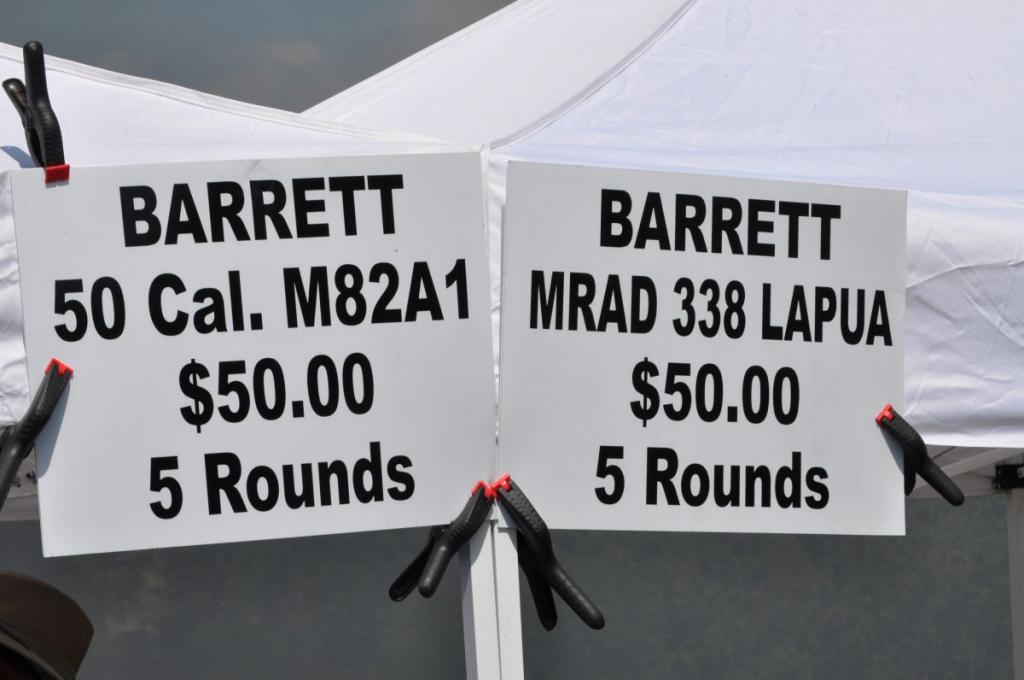 BARRETT
50 Cal. M82A1
$50.00
5 Rounds
BARRETT
MRAD 338 LAPUA
$50.00
5 Rounds